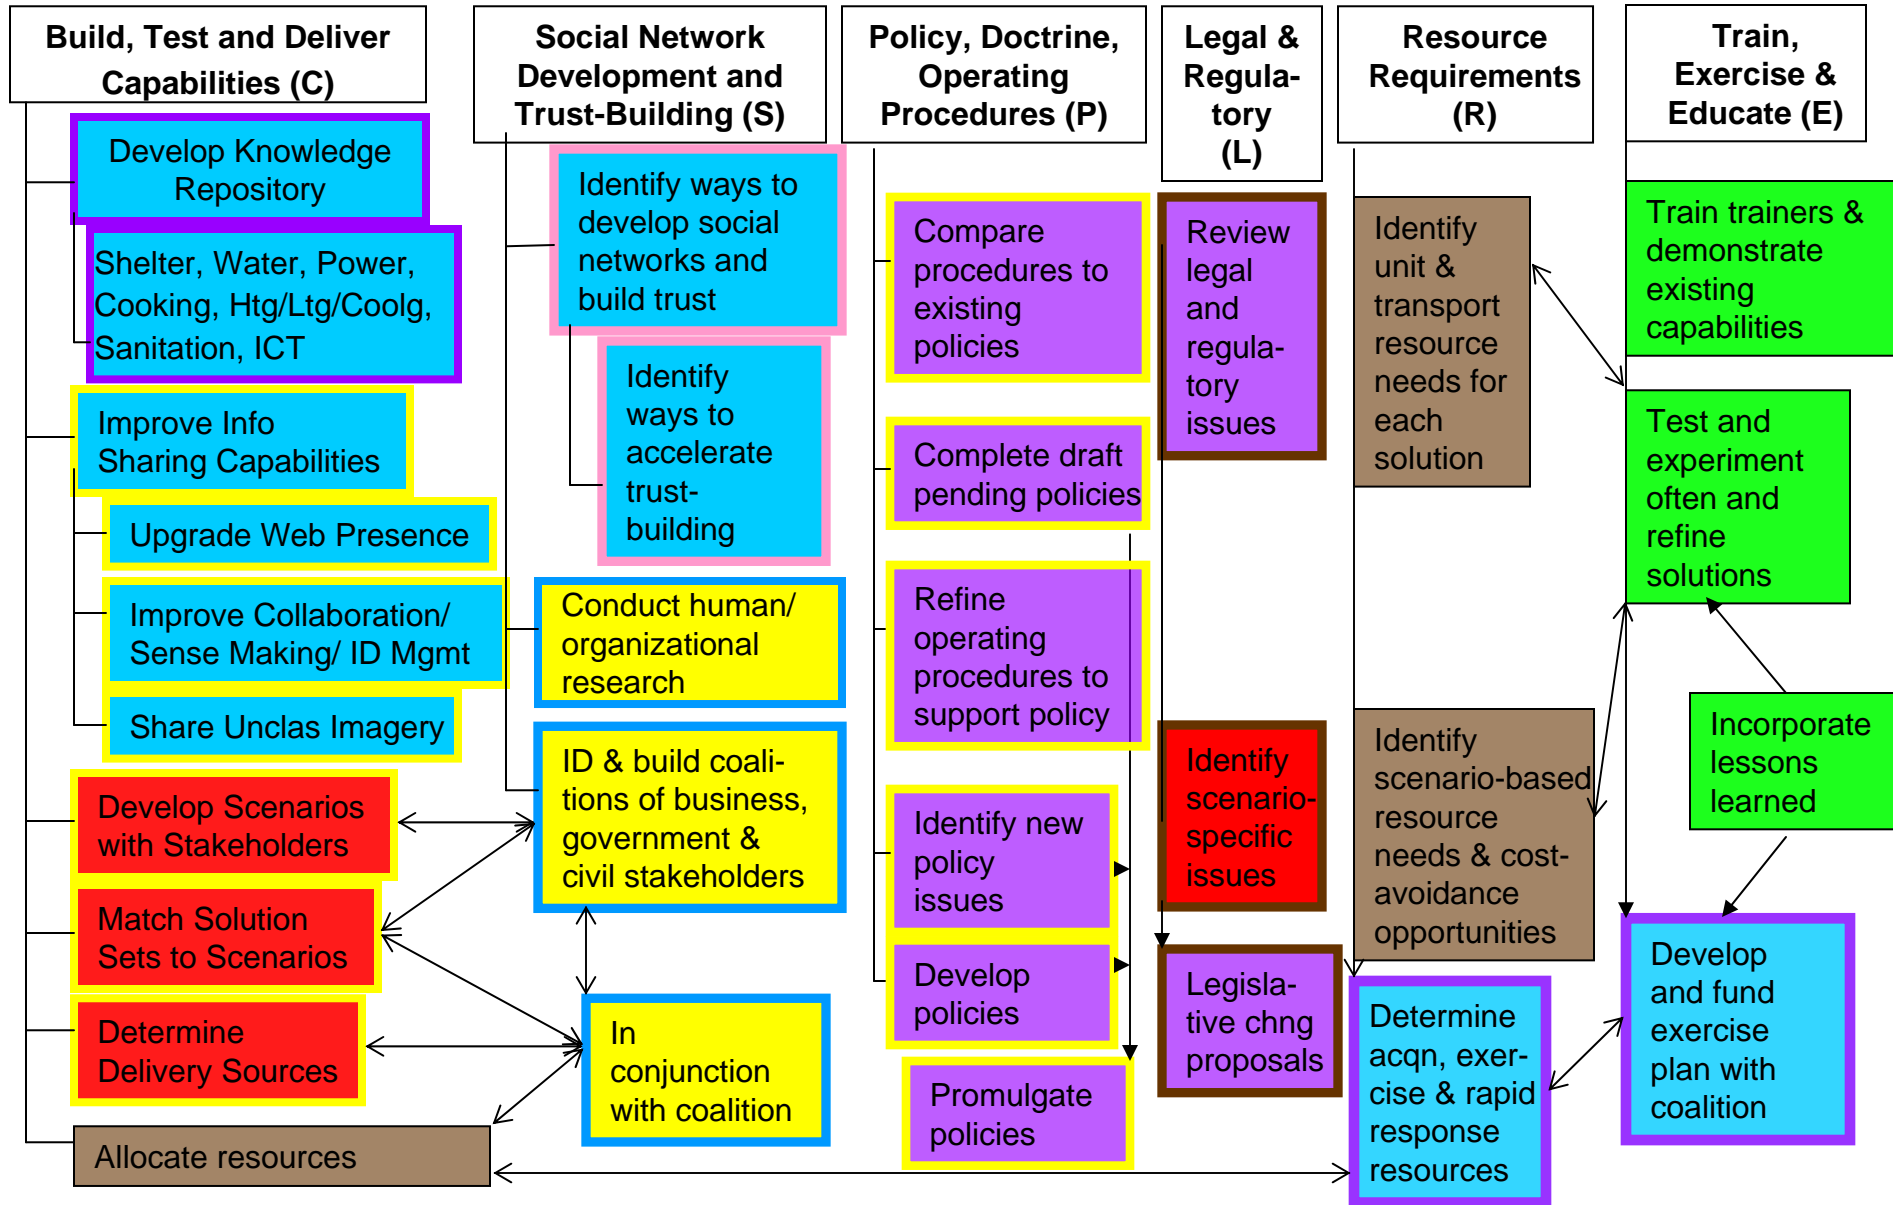 Build, Test and Deliver
Capabilities (C)
Develop Knowledge
Repository
Shelter, Water, Power,
Cooking, Htg/Ltg/Coolg,
Sanitation, ICT
Improve Info
Sharing Capabilities
Upgrade Web Presence
Improve Collaboration/
Sense Making/ ID Mgmt
Share Unclas Imagery
Develop Scenarios
with Stakeholders
Match Solution
Sets to Scenarios
Determine
Delivery Sources
Allocate resources
Social Network
Development and
Trust-Building (S)
Identify ways to
develop social
networks and
build trust
Identify
ways to
accelerate
trust-
building
Conduct human/
organizational
research
ID & build coali-
tions of business,
government &
civil stakeholders
In
conjunction
with coalition
Policy, Doctrine,
Operating
Procedures (P)
Compare
procedures to
existing
policies
Complete draft
pending policies
Refine
operating
procedures to
support policy
Identify new
policy
issues
Develop
policies
Promulgate
policies
Legal &
Regula-
tory
(L)
Review
legal
and
regula-
tory
issues
Identify
scenario-
specific
issues
Legisla-
tive chng
proposals
Resource
Requirements
(R)
Identify
unit &
transport
resource
needs for
each
solution
Identify
scenario-based
resource
needs & cost-
avoidance
opportunities
Determine
acqn, exer-
cise & rapid
response
resources
Train,
Exercise &
Educate (E)
Train trainers &
demonstrate
existing
capabilities
Test and
experiment
often and
refine
solutions
Incorporate
lessons
learned
Develop
and fund
exercise
plan with
coalition